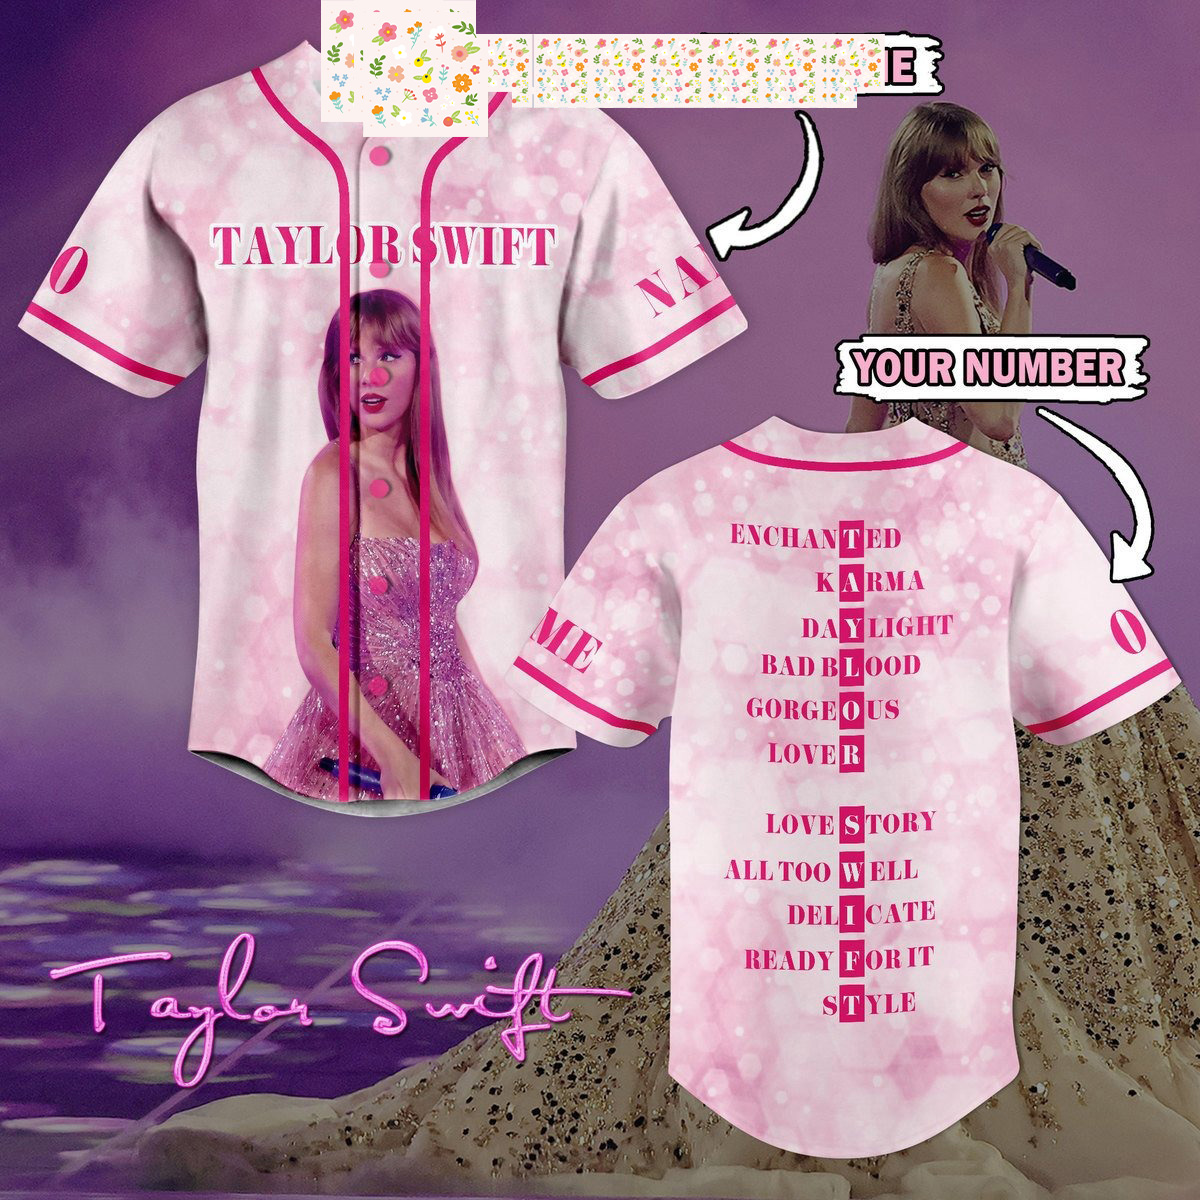 E
TAYLOR SWIFT
0
NA
YOUR NUMBER
ENCHANTED
KARMA
DAYLIGHT
BAD BLOOD
GORGEOUS
LOVER
LOVE STORY
ALL TOO WELL
DELICATE
READY FOR IT
STYLE
ME
0
Taylor Swift